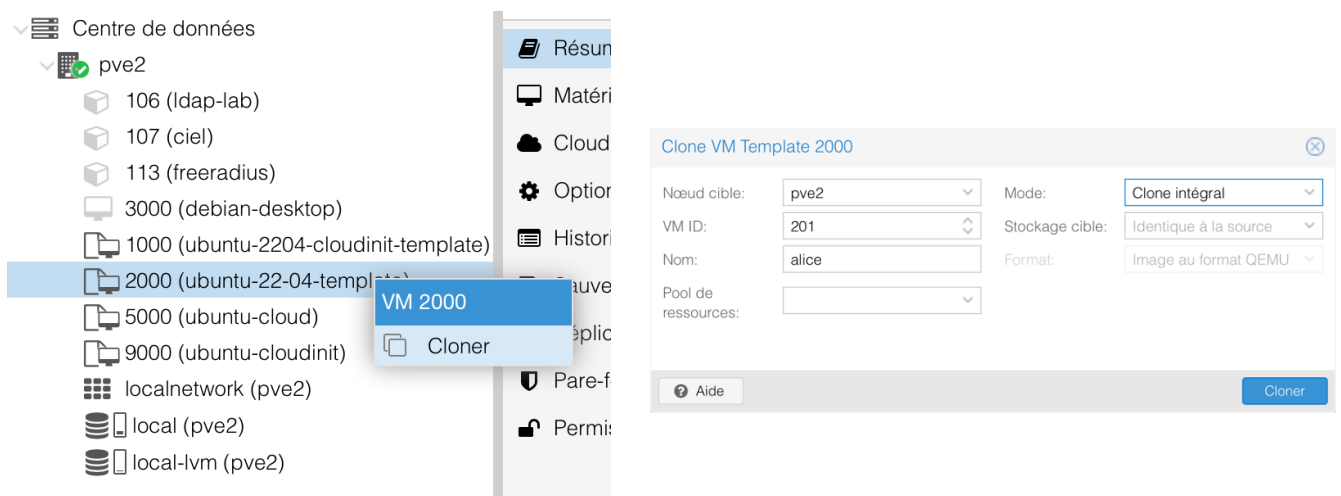 Centre de données
pve2
106 (ldap-lab)
107 (ciel)
113 (freeradius)
3000 (debian-desktop)
1000 (ubuntu-2204-cloudinit-template)
2000 (ubuntu-22-04-template)
5000 (ubuntu-cloud)
9000 (ubuntu-cloudinit)
localnetwork (pve2)
local (pve2)
local-lvm (pve2)
VM 2000
Cloner
Résun
Matéri
Cloud
Option
Histori
auve
éplic
Pare-f
Permis
Clone VM Template 2000
Nœud cible: pve2 Mode: Clone intégral
VM ID: 201 Stockage cible: Identique à la source
Nom: alice Format: Image au format QEMU
Pool de
ressources:
Aide Cloner